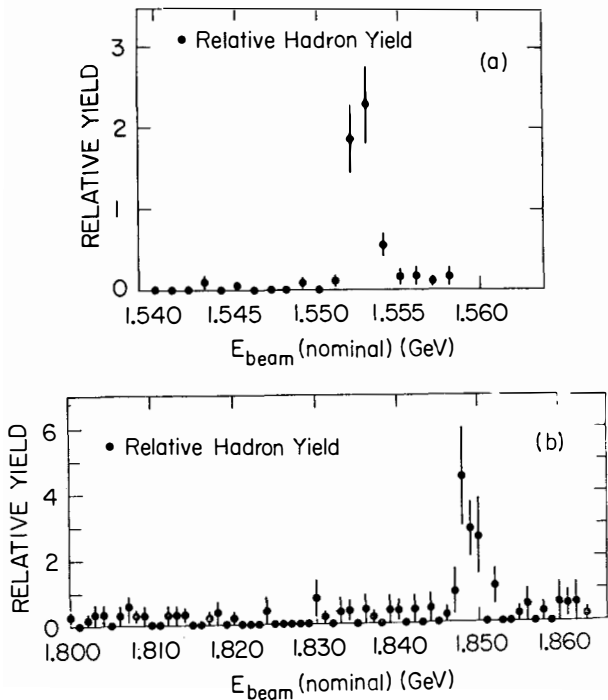 ● Relative Hadron Yield
(a)
3
2
1
0
RELATIVE YIELD
1.540 1.545 1.550 1.555 1.560
E_beam (nominal) (GeV)
● Relative Hadron Yield
(b)
6
4
2
0
RELATIVE YIELD
1.800 1.810 1.820 1.830 1.840 1.850 1.860
E_beam (nominal) (GeV)